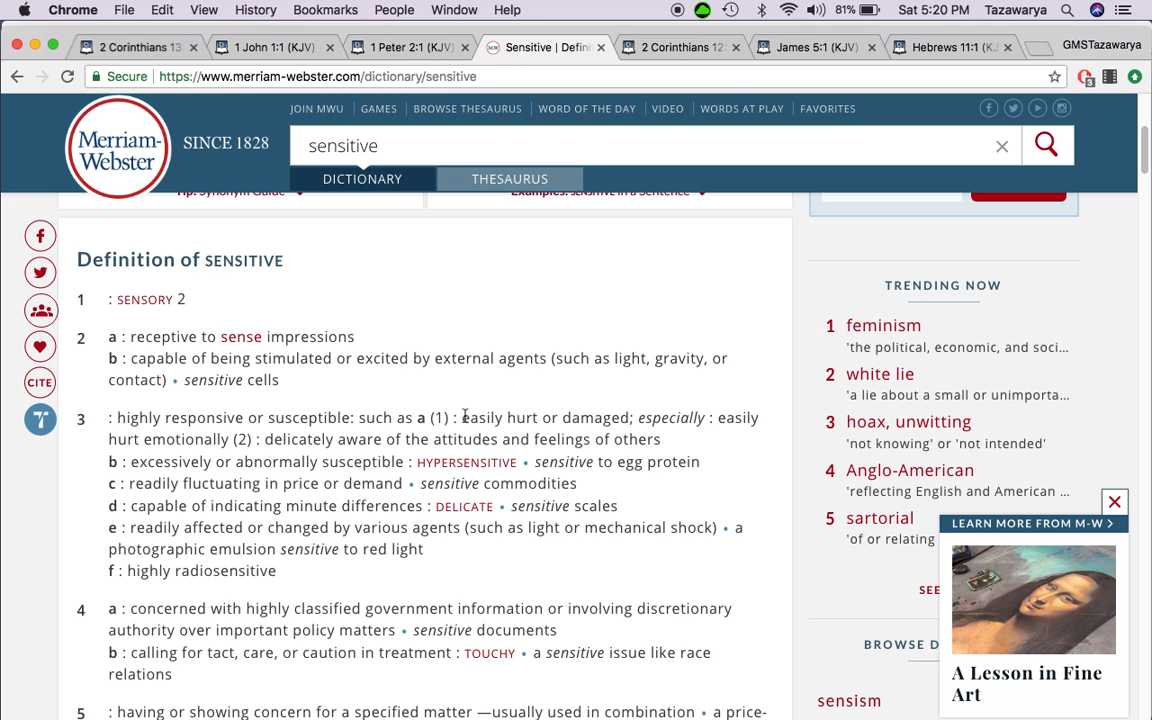 Chrome File Edit View History Bookmarks People Window Help 81% Sat 5:20 PM Tazawarya
2 Corinthians 13 1 John 1:1 (KJV) 1 Peter 2:1 (KJV) Sensitive | Defin 2 Corinthians 12: James 5:1 (KJV) Hebrews 11:1 (KJ GMSTazawarya
Secure https://www.merriam-webster.com/dictionary/sensitive 3
JOIN MWU GAMES BROWSE THESAURUS WORD OF THE DAY VIDEO WORDS AT PLAY FAVORITES
Merriam-
Webster
SINCE 1828
sensitive
DICTIONARY THESAURUS
Tip: Synonym Guide Examples: SENSITIVE in a Sentence
Definition of SENSITIVE
1 : SENSORY 2
2 a : receptive to sense impressions
b : capable of being stimulated or excited by external agents (such as light, gravity, or
contact) • sensitive cells
3 : highly responsive or susceptible: such as a (1) : easily hurt or damaged; especially : easily
hurt emotionally (2) : delicately aware of the attitudes and feelings of others
b : excessively or abnormally susceptible : HYPERSENSITIVE • sensitive to egg protein
c : readily fluctuating in price or demand • sensitive commodities
d : capable of indicating minute differences : DELICATE • sensitive scales
e : readily affected or changed by various agents (such as light or mechanical shock) • a
photographic emulsion sensitive to red light
f : highly radiosensitive
4 a : concerned with highly classified government information or involving discretionary
authority over important policy matters • sensitive documents
b : calling for tact, care, or caution in treatment : TOUCHY • a sensitive issue like race
relations
5 : having or showing concern for a specified matter —usually used in combination • a price-
CITE
TRENDING NOW
1 feminism
'the political, economic, and soci...
2 white lie
'a lie about a small or unimporta...
3 hoax, unwitting
'not knowing' or 'not intended'
4 Anglo-American
'reflecting English and American ...
5 sartorial
'of or relating
SEE
BROWSE D
sensism
LEARN MORE FROM M-W >
A Lesson in Fine
Art